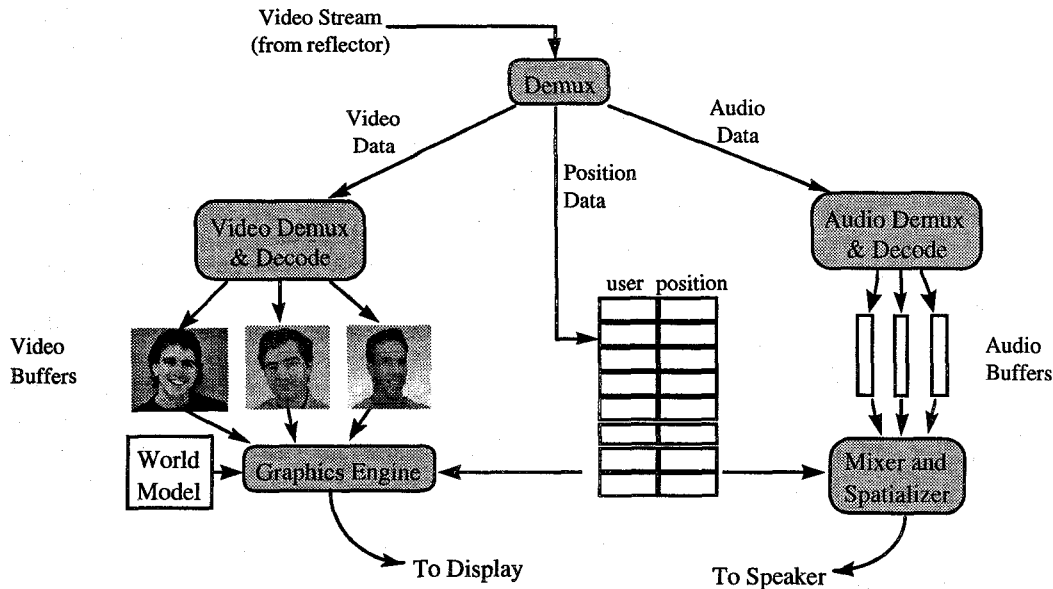 Video Stream
(from reflector)
Demux
Video
Data
Audio
Data
Position
Data
Video Demux
& Decode
Audio Demux
& Decode
user position
Video
Buffers
Audio
Buffers
World
Model
Graphics Engine
Mixer and
Spatializer
To Display
To Speaker